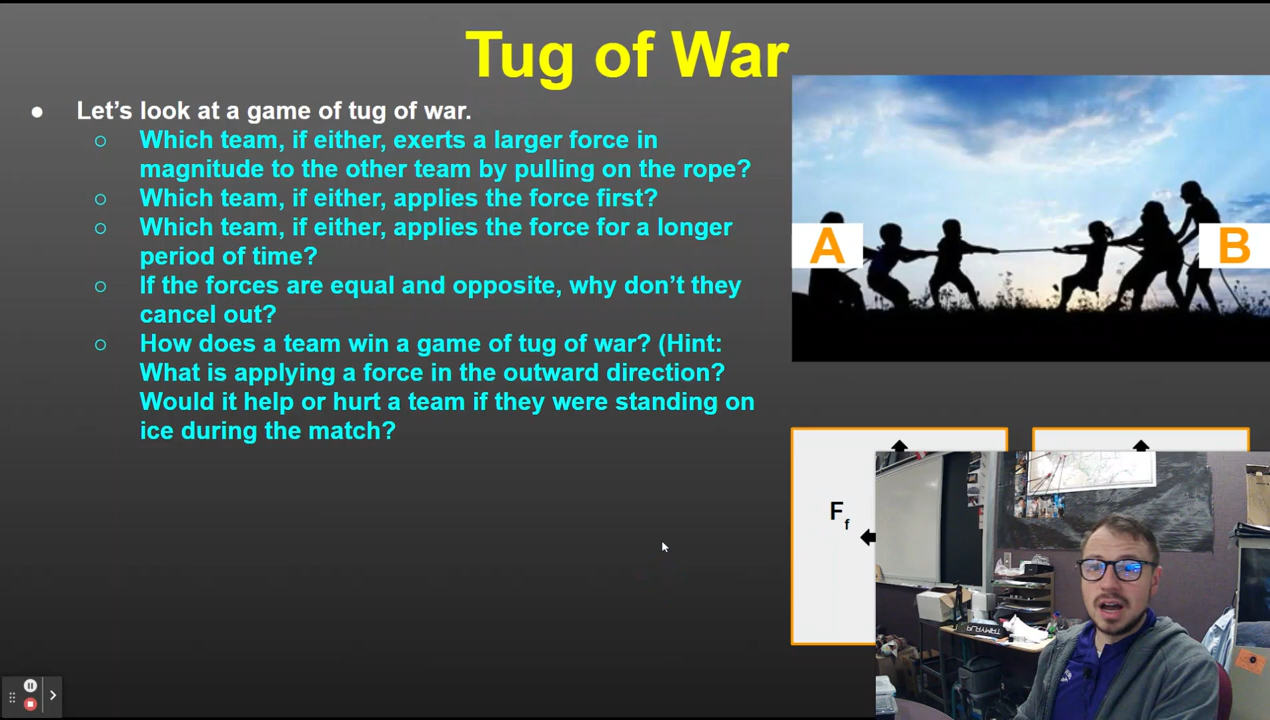 Tug of War
● Let's look at a game of tug of war.
○ Which team, if either, exerts a larger force in
magnitude to the other team by pulling on the rope?
○ Which team, if either, applies the force first?
○ Which team, if either, applies the force for a longer
period of time?
○ If the forces are equal and opposite, why don't they
cancel out?
○ How does a team win a game of tug of war? (Hint:
What is applying a force in the outward direction?
Would it help or hurt a team if they were standing on
ice during the match?
A
B
Ff